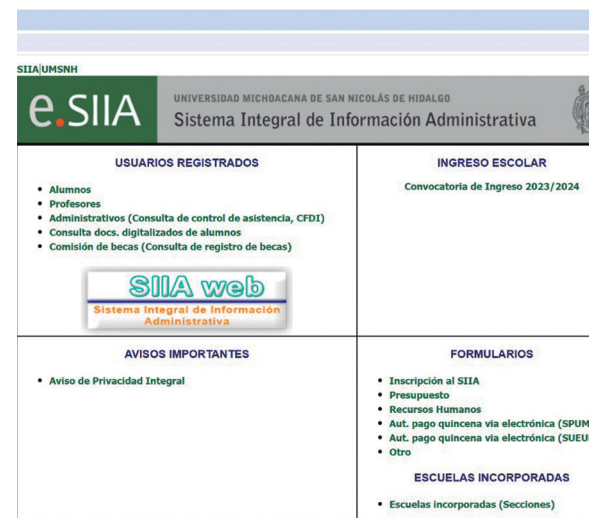 SIIA|UMSNH
e.SIIA
UNIVERSIDAD MICHOACANA DE SAN NICOLÁS DE HIDALGO
Sistema Integral de Información Administrativa
USUARIOS REGISTRADOS
• Alumnos
• Profesores
• Administrativos (Consulta de control de asistencia, CFDI)
• Consulta docs. digitalizados de alumnos
• Comisión de becas (Consulta de registro de becas)
SIIA web
Sistema Integral de Información
Administrativa
INGRESO ESCOLAR
Convocatoria de Ingreso 2023/2024
AVISOS IMPORTANTES
• Aviso de Privacidad Integral
FORMULARIOS
• Inscripción al SIIA
• Presupuesto
• Recursos Humanos
• Aut. pago quincena via electrónica (SPUM
• Aut. pago quincena via electrónica (SUEU
• Otro
ESCUELAS INCORPORADAS
• Escuelas incorporadas (Secciones)